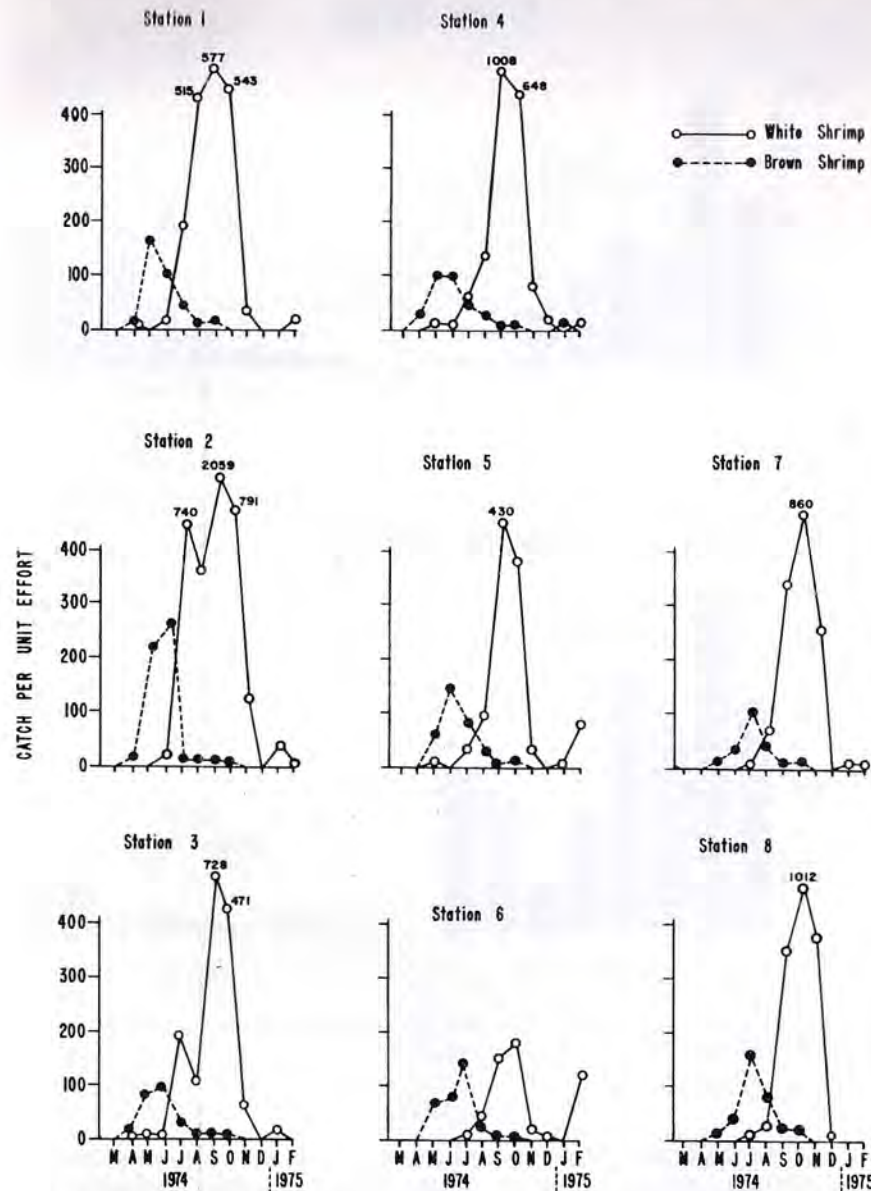 Station 1
Station 4
577
515
543
1008
648
400
300
200
100
0
White Shrimp
Brown Shrimp
Station 2
Station 5
Station 7
2059
740
791
430
860
CATCH PER UNIT EFFORT
400
300
200
100
0
Station 3
Station 6
Station 8
728
471
1012
400
300
200
100
0
M A M J J A S O N D J F
1974 1975
M A M J J A S O N D J F
1974 1975
M A M J J A S O N D J F
1974 1975